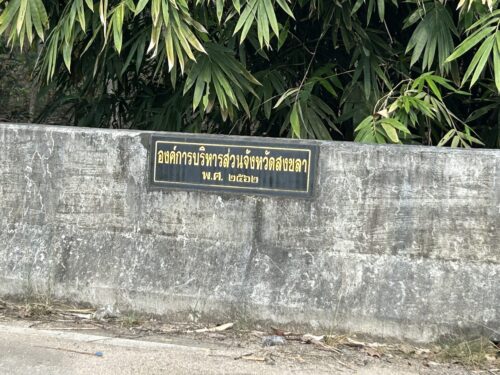 องค์การบริหารส่วนจังหวัดสงขลา
พ.ศ. ๒๕๖๒